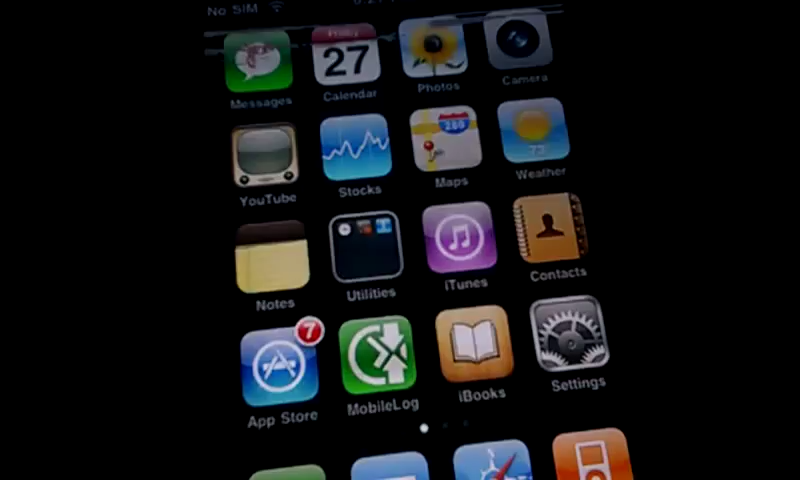 No SIM
Friday
27
Messages Calendar Photos Camera
280
73
YouTube Stocks Maps Weather
Notes Utilities iTunes Contacts
7
App Store MobileLog iBooks Settings